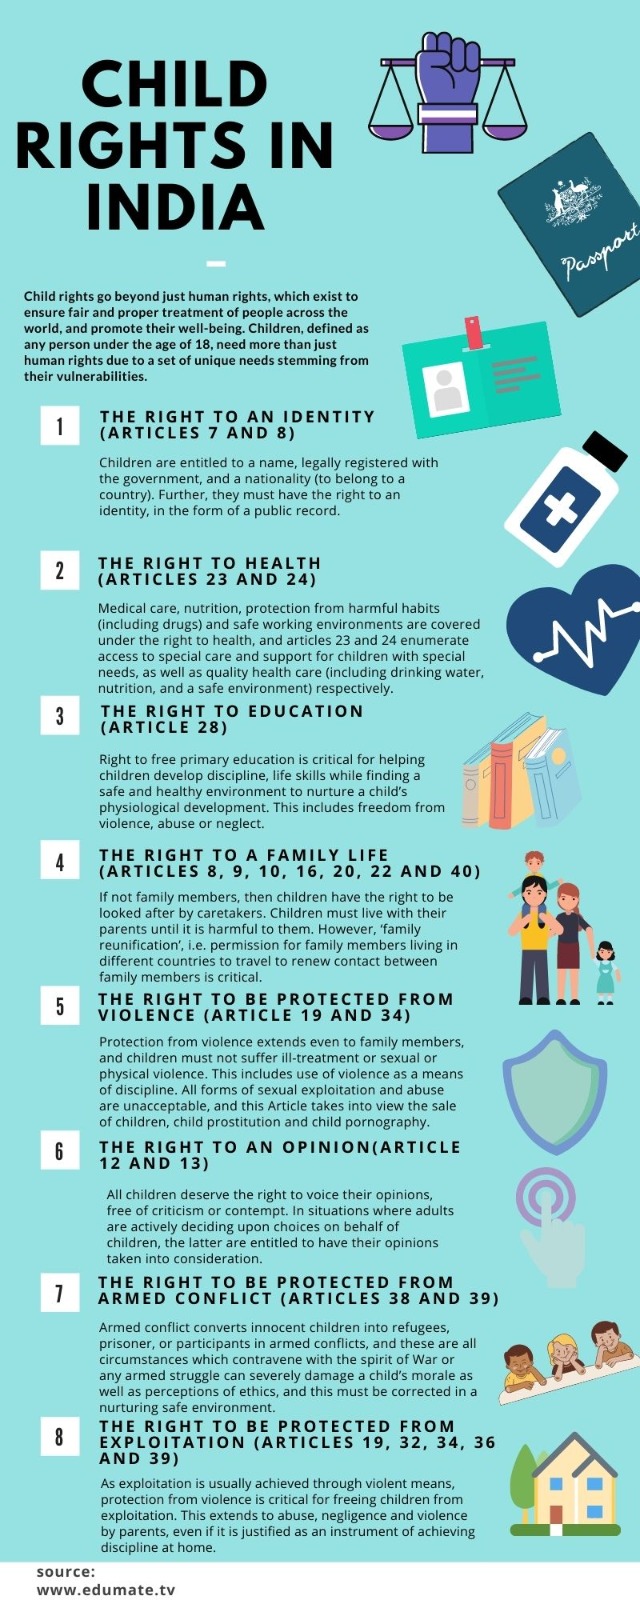 CHILD
RIGHTS IN
INDIA
Passport
Child rights go beyond just human rights, which exist to
ensure fair and proper treatment of people across the
world, and promote their well-being. Children, defined as
any person under the age of 18, need more than just
human rights due to a set of unique needs stemming from
their vulnerabilities.
1
THE RIGHT TO AN IDENTITY
(ARTICLES 7 AND 8)
Children are entitled to a name, legally registered with
the government, and a nationality (to belong to a
country). Further, they must have the right to an
identity, in the form of a public record.
2
THE RIGHT TO HEALTH
(ARTICLES 23 AND 24)
Medical care, nutrition, protection from harmful habits
(including drugs) and safe working environments are covered
under the right to health, and articles 23 and 24 enumerate
access to special care and support for children with special
needs, as well as quality health care (including drinking water,
nutrition, and a safe environment) respectively.
3
THE RIGHT TO EDUCATION
(ARTICLE 28)
Right to free primary education is critical for helping
children develop discipline, life skills while finding a
safe and healthy environment to nurture a child's
physiological development. This includes freedom from
violence, abuse or neglect.
4
THE RIGHT TO A FAMILY LIFE
(ARTICLES 8, 9, 10, 16, 20, 22 AND 40)
If not family members, then children have the right to be
looked after by caretakers. Children must live with their
parents until it is harmful to them. However, 'family
reunification', i.e. permission for family members living in
different countries to travel to renew contact between
family members is critical.
5
THE RIGHT TO BE PROTECTED FROM
VIOLENCE (ARTICLE 19 AND 34)
Protection from violence extends even to family members,
and children must not suffer ill-treatment or sexual or
physical violence. This includes use of violence as a means
of discipline. All forms of sexual exploitation and abuse
are unacceptable, and this Article takes into view the sale
of children, child prostitution and child pornography.
6
THE RIGHT TO AN OPINION(ARTICLE
12 AND 13)
All children deserve the right to voice their opinions,
free of criticism or contempt. In situations where adults
are actively deciding upon choices on behalf of
children, the latter are entitled to have their opinions
taken into consideration.
7
THE RIGHT TO BE PROTECTED FROM
ARMED CONFLICT (ARTICLES 38 AND 39)
Armed conflict converts innocent children into refugees,
prisoner, or participants in armed conflicts, and these are all
circumstances which contravene with the spirit of War or
any armed struggle can severely damage a child's morale as
well as perceptions of ethics, and this must be corrected in a
nurturing safe environment.
8
THE RIGHT TO BE PROTECTED FROM
EXPLOITATION (ARTICLES 19, 32, 34, 36
AND 39)
As exploitation is usually achieved through violent means,
protection from violence is critical for freeing children from
exploitation. This extends to abuse, negligence and violence
by parents, even if it is justified as an instrument of achieving
discipline at home.
source:
www.edumate.tv